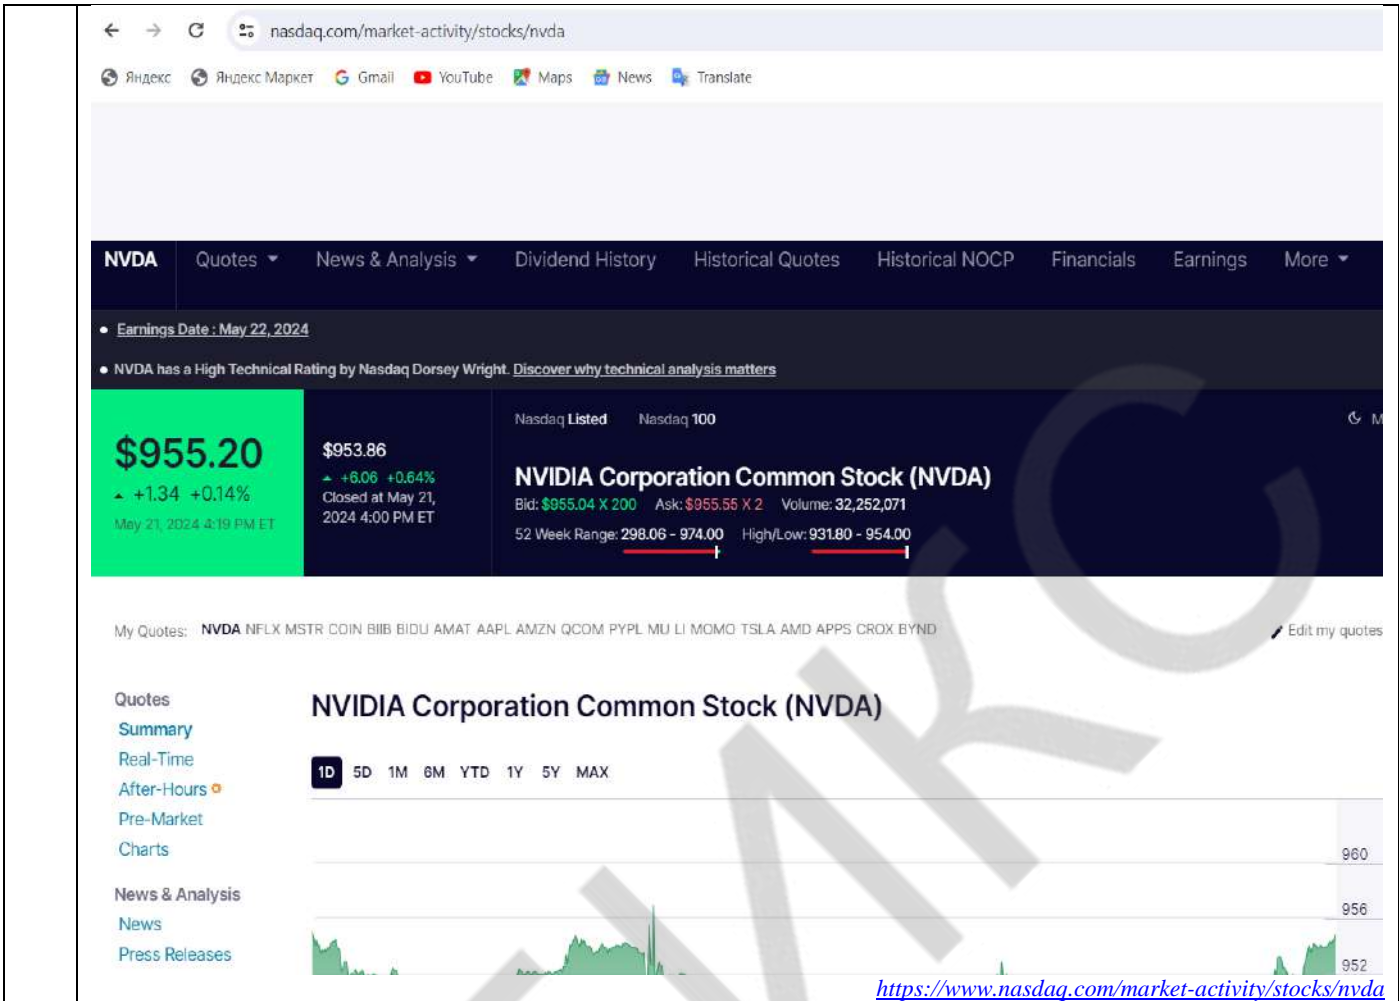 nasdaq.com/market-activity/stocks/nvda
Яндекс Яндекс Маркет Gmail YouTube Maps News Translate
NVDA Quotes News & Analysis Dividend History Historical Quotes Historical NOCP Financials Earnings More
Earnings Date : May 22, 2024
NVDA has a High Technical Rating by Nasdaq Dorsey Wright. Discover why technical analysis matters
Nasdaq Listed Nasdaq 100 M
$955.20
+1.34 +0.14%
May 21, 2024 4:19 PM ET
$953.86
+6.06 +0.64%
Closed at May 21,
2024 4:00 PM ET
NVIDIA Corporation Common Stock (NVDA)
Bid: $955.04 X 200 Ask: $955.55 X 2 Volume: 32,252,071
52 Week Range: 298.06 - 974.00 High/Low: 931.80 - 954.00
My Quotes: NVDA NFLX MSTR COIN BIIB BIDU AMAT AAPL AMZN QCOM PYPL MU LI MOMO TSLA AMD APPS CROX BYND
Edit my quotes
Quotes
Summary
Real-Time
After-Hours
Pre-Market
Charts
News & Analysis
News
Press Releases
NVIDIA Corporation Common Stock (NVDA)
1D 5D 1M 6M YTD 1Y 5Y MAX
960
956
952
https://www.nasdaq.com/market-activity/stocks/nvda